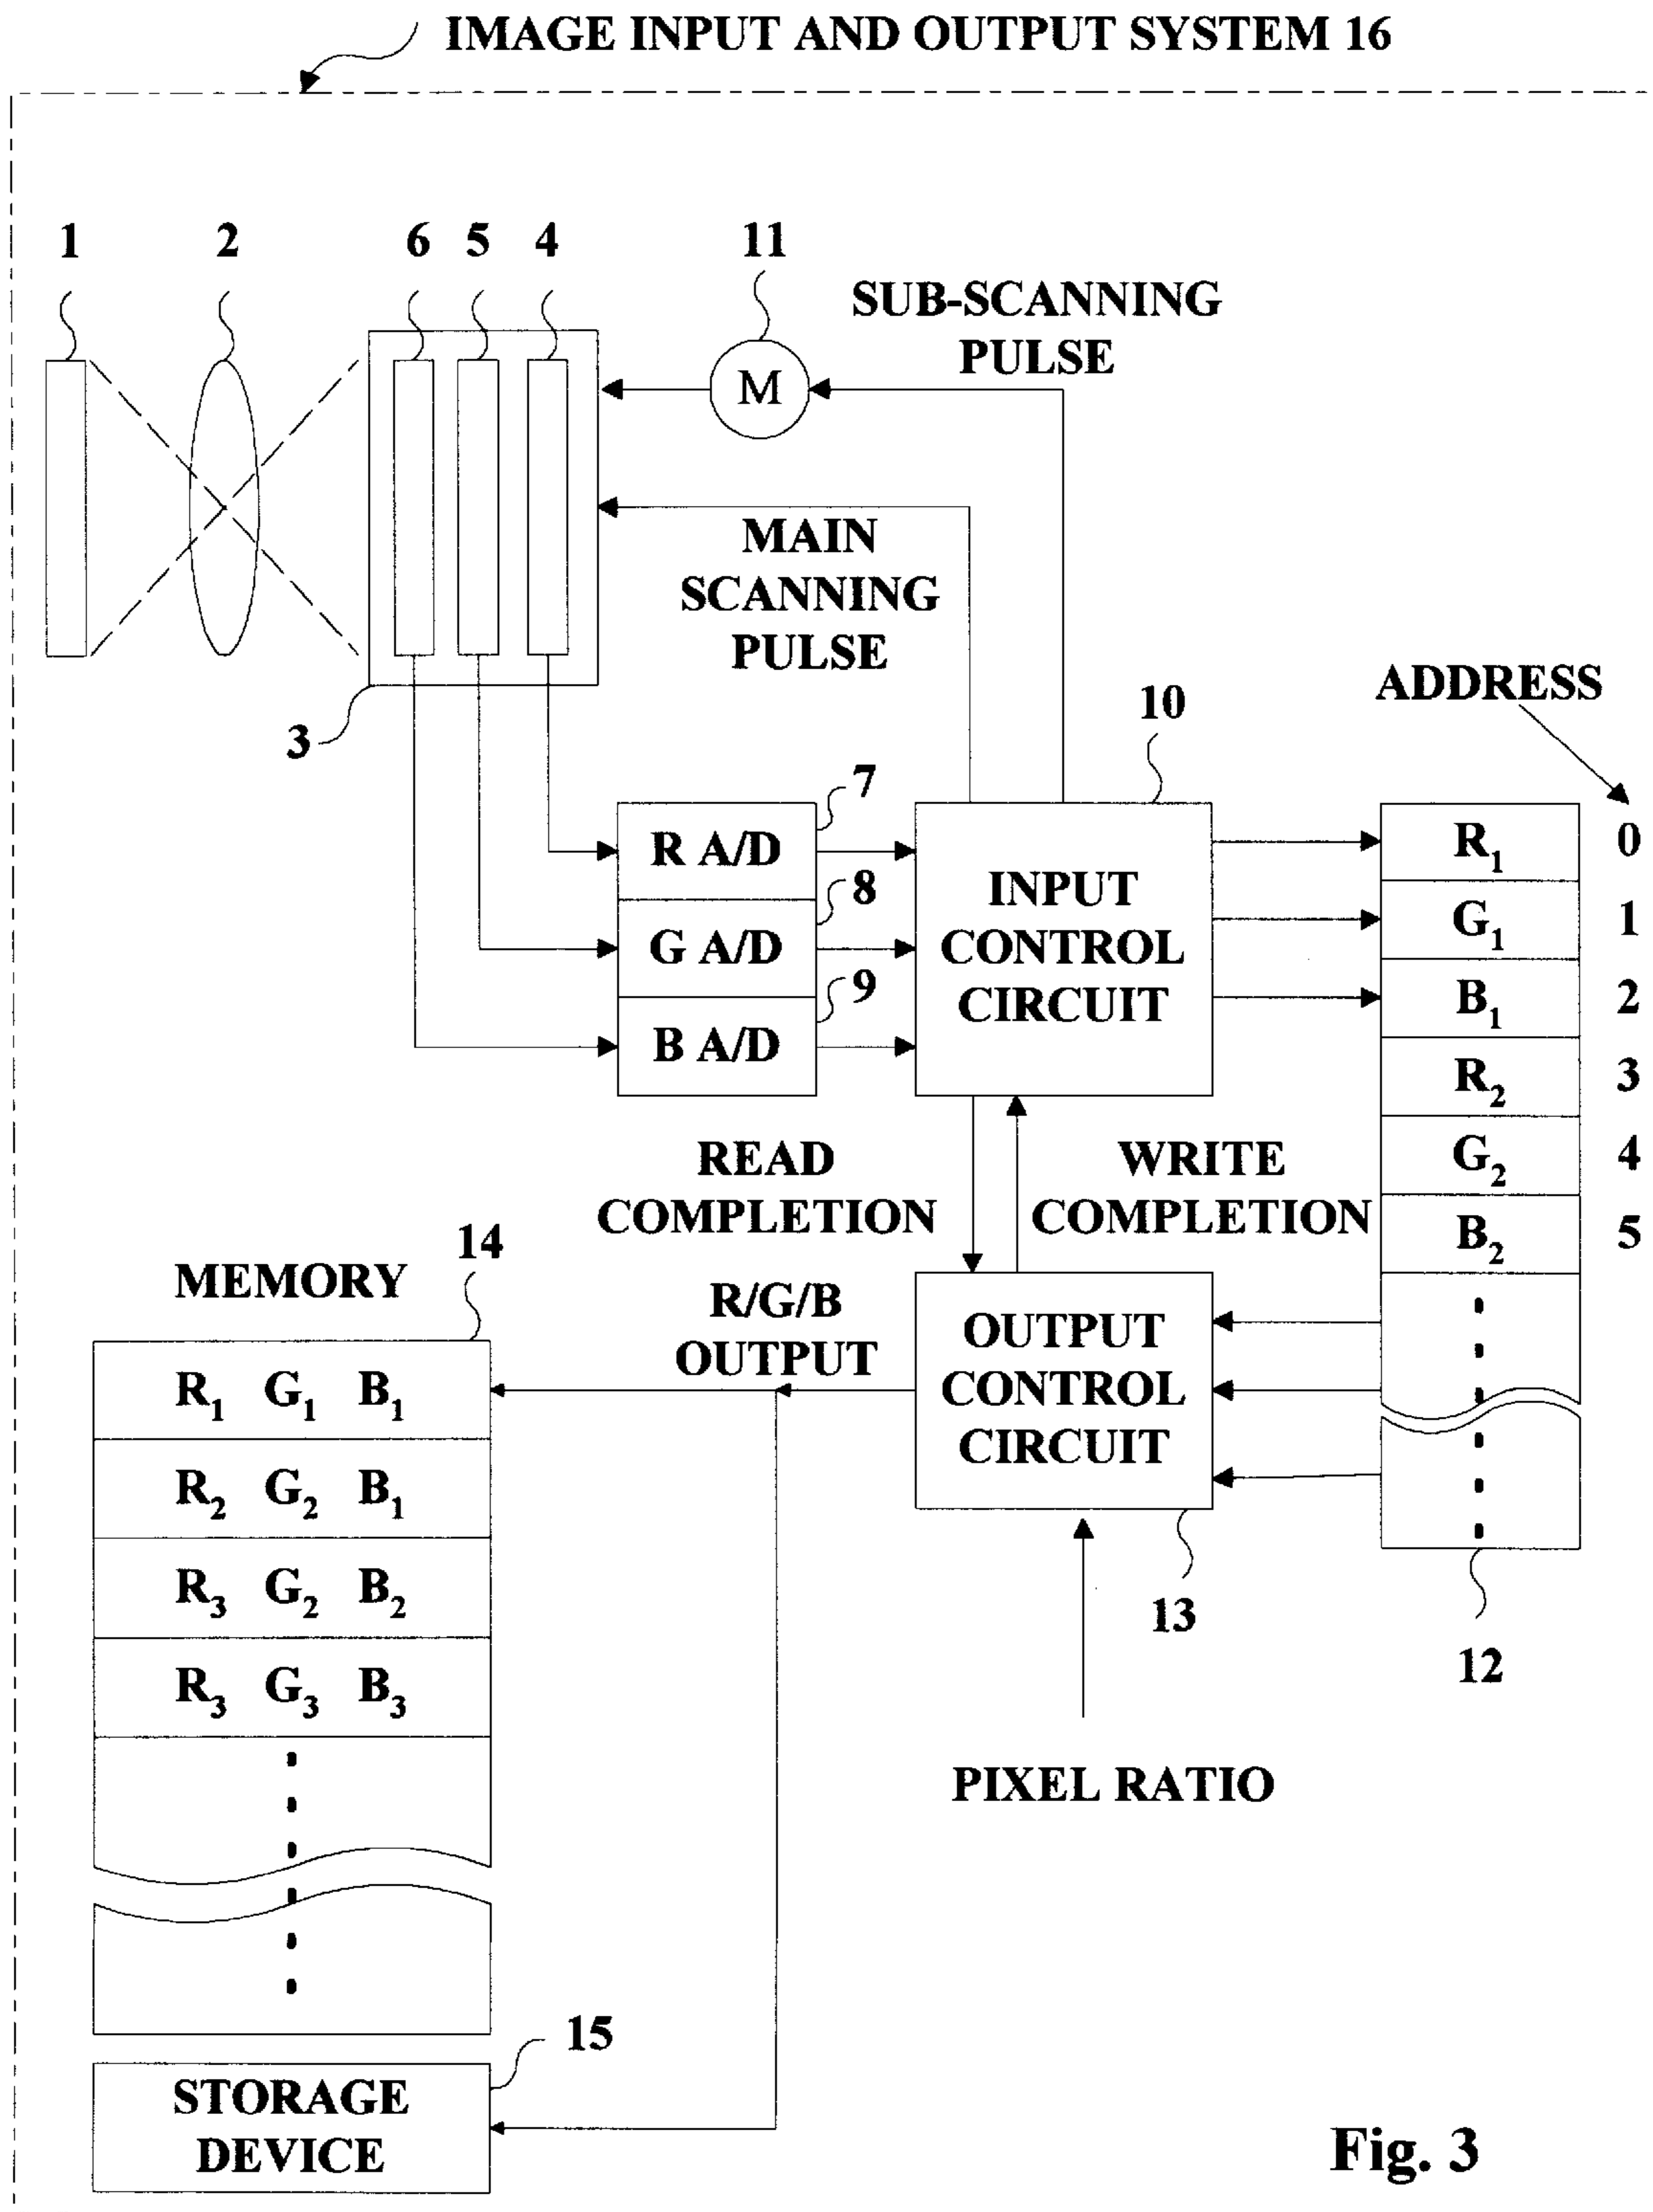 IMAGE INPUT AND OUTPUT SYSTEM 16
1 2 6 5 4 11
SUB-SCANNING
PULSE
M
MAIN
SCANNING
PULSE
3
10
ADDRESS
7
R A/D
8
G A/D
9
B A/D
INPUT
CONTROL
CIRCUIT
R₁ 0
G₁ 1
B₁ 2
R₂ 3
G₂ 4
B₂ 5
READ
COMPLETION
WRITE
COMPLETION
14
MEMORY
R/G/B
OUTPUT
OUTPUT
CONTROL
CIRCUIT
R₁ G₁ B₁
R₂ G₂ B₁
R₃ G₂ B₂
R₃ G₃ B₃
13
12
PIXEL RATIO
15
STORAGE
DEVICE
Fig. 3